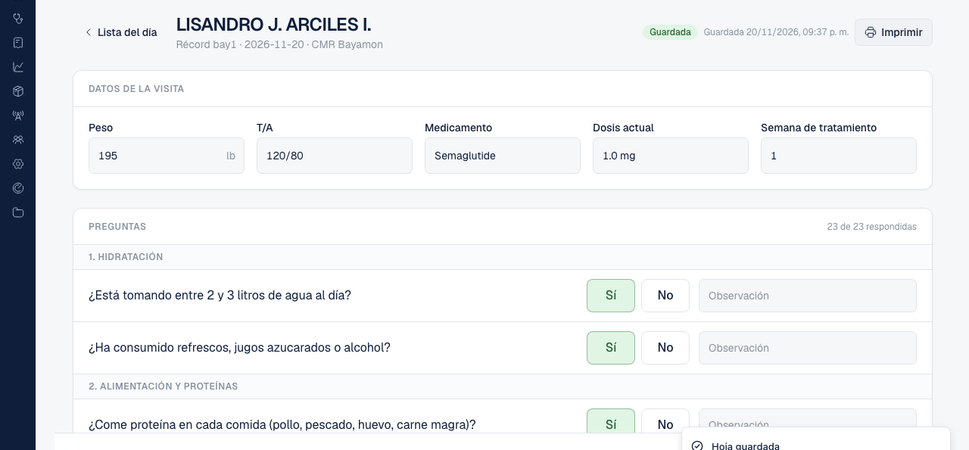 Lista del día
LISANDRO J. ARCILES I.
Récord bay1 · 2026-11-20 · CMR Bayamon
Guardada
Guardada 20/11/2026, 09:37 p. m.
Imprimir
DATOS DE LA VISITA
Peso
T/A
Medicamento
Dosis actual
Semana de tratamiento
195 lb
120/80
Semaglutide
1.0 mg
1
PREGUNTAS
23 de 23 respondidas
1. HIDRATACIÓN
¿Está tomando entre 2 y 3 litros de agua al día?
Sí
No
Observación
¿Ha consumido refrescos, jugos azucarados o alcohol?
Sí
No
Observación
2. ALIMENTACIÓN Y PROTEÍNAS
¿Come proteína en cada comida (pollo, pescado, huevo, carne magra)?
Sí
No
Observación
Hoja guardada